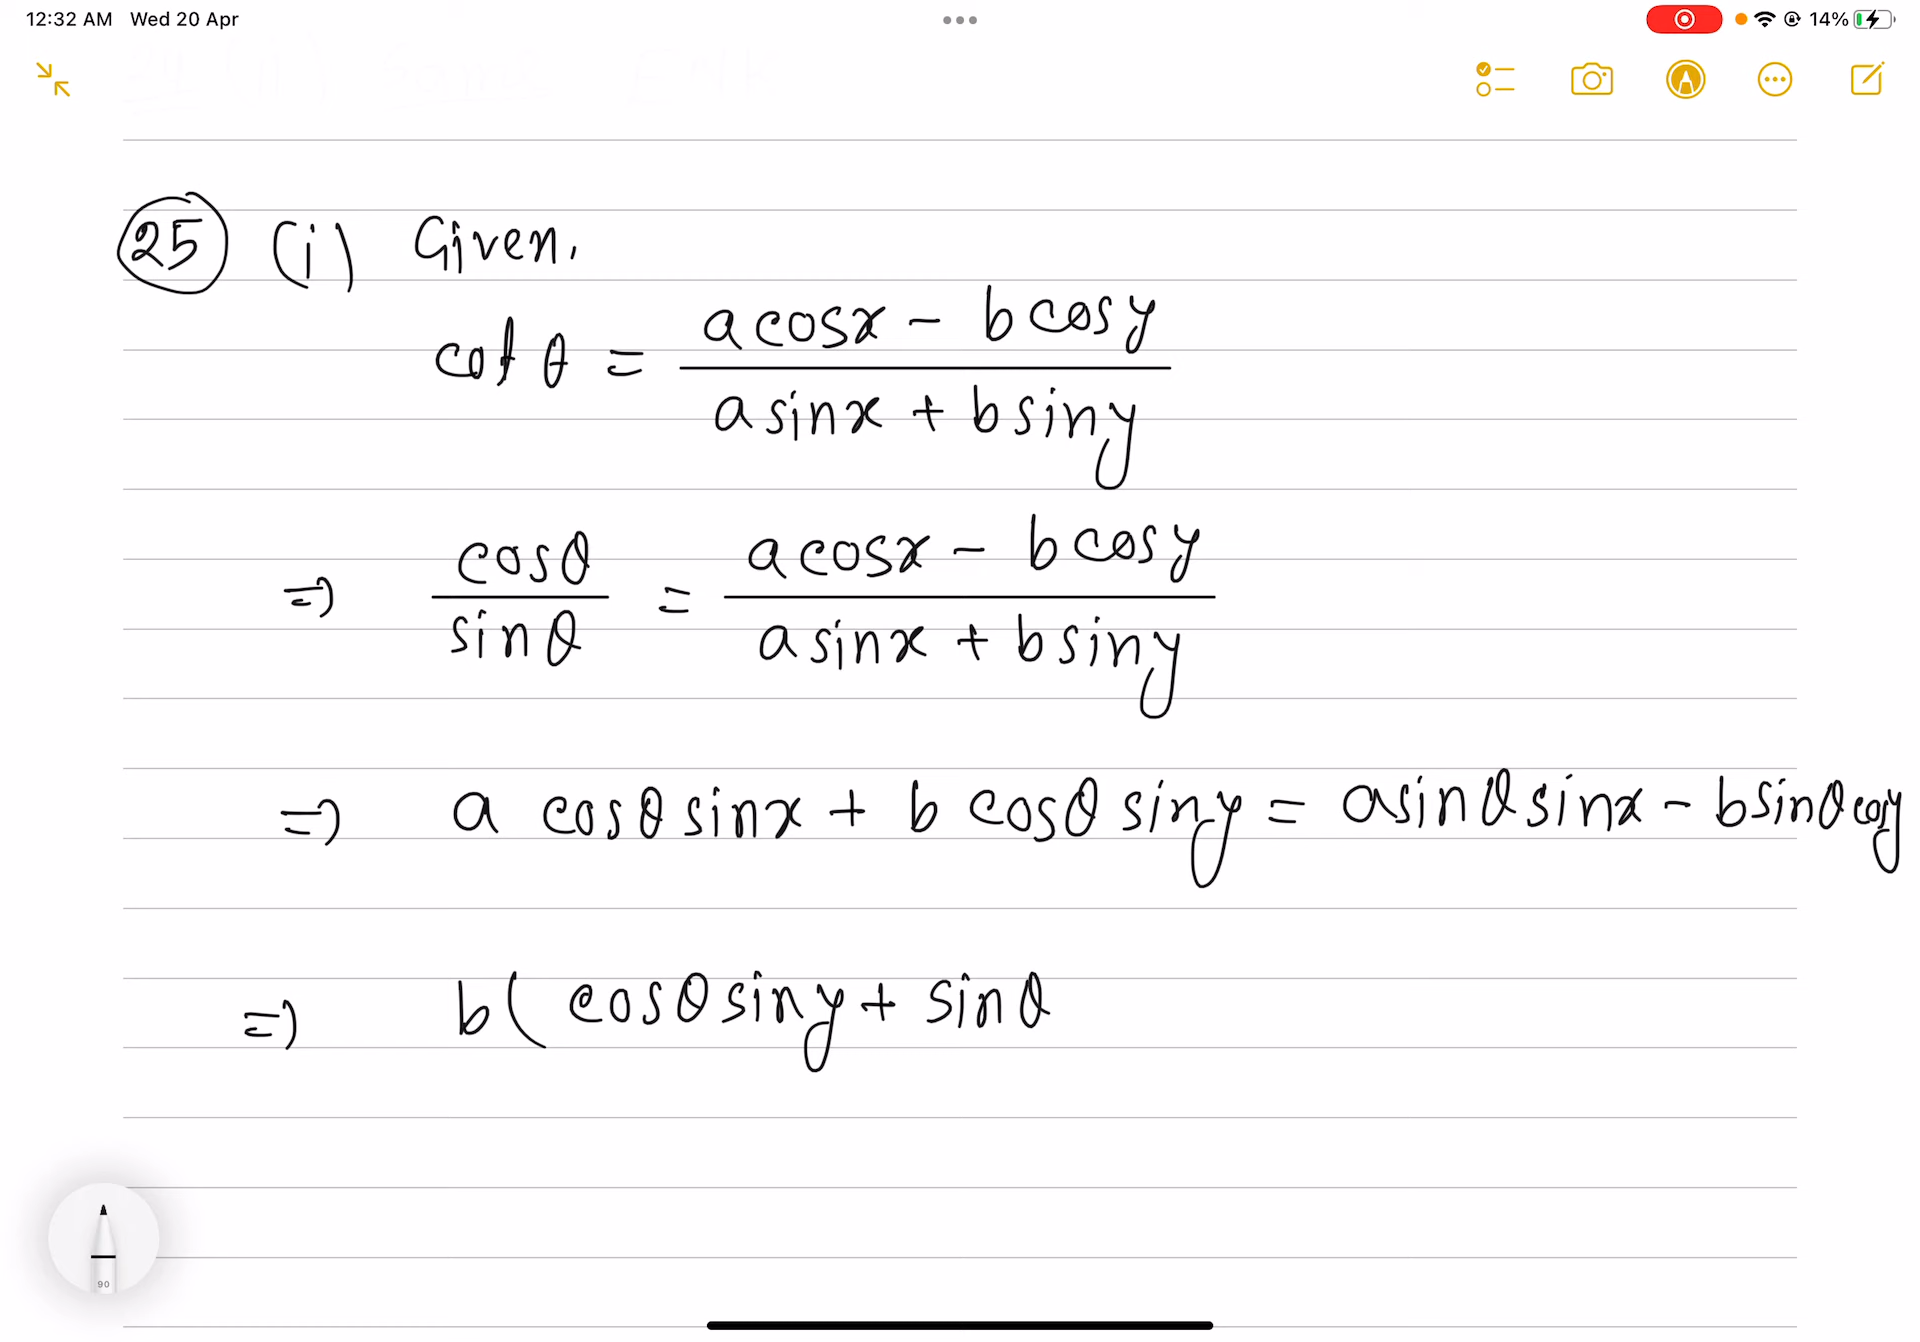 12:32 AM Wed 20 Apr 14%
25 (i) Given,
cot θ = (a cosx - b cosy) / (a sinx + b siny)
⇒ cosθ / sinθ = (a cosx - b cosy) / (a sinx + b siny)
⇒ a cosθ sinx + b cosθ siny = a sinθ sinx - b sinθ cosy
⇒ b( cosθ siny + sinθ
90